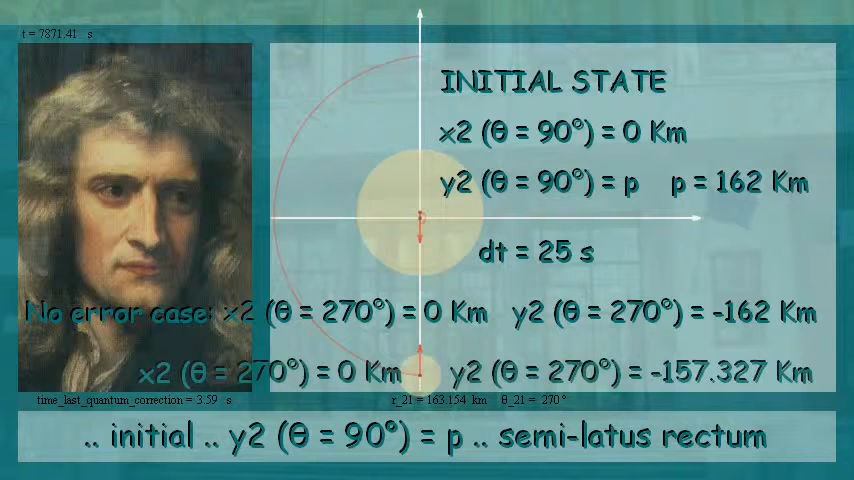 t = 7871.41 s
INITIAL STATE
x2 (θ = 90°) = 0 Km
y2 (θ = 90°) = p p = 162 Km
dt = 25 s
No error case: x2 (θ = 270°) = 0 Km y2 (θ = 270°) = -162 Km
x2 (θ = 270°) = 0 Km y2 (θ = 270°) = -157.327 Km
time_last_quantum_correction = 3.59 s r_21 = 163.154 km θ_21 = 270°
.. initial .. y2 (θ = 90°) = p .. semi-latus rectum